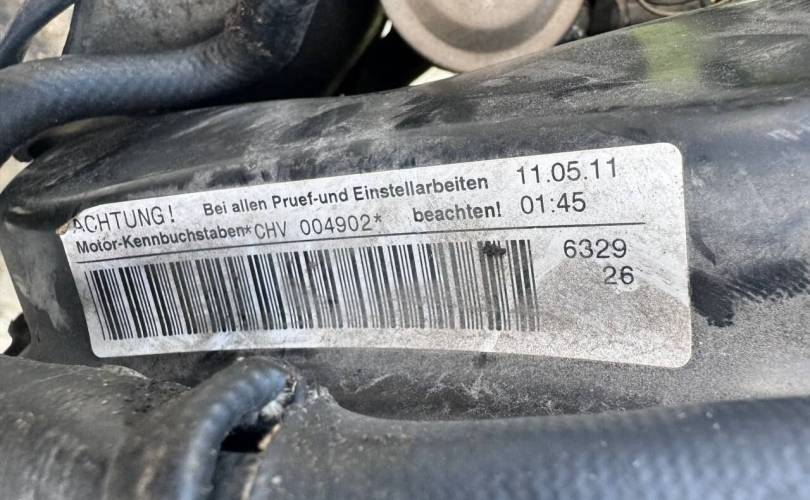 ACHTUNG! Bei allen Pruef-und Einstellarbeiten 11.05.11
Motor-Kennbuchstaben*CHV 004902* beachten! 01:45
6329
26